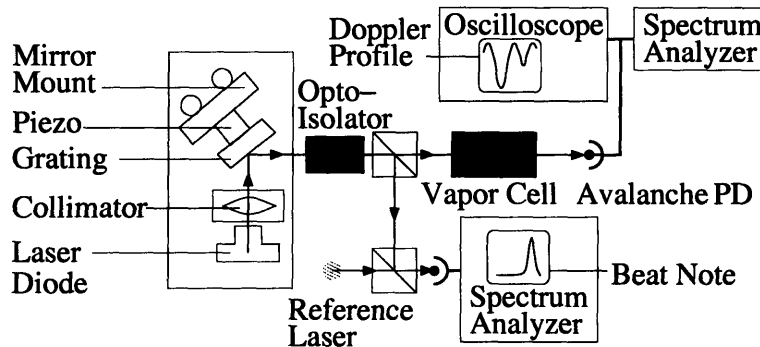 Mirror
Mount
Piezo
Grating
Collimator
Laser
Diode
Opto–
Isolator
Doppler
Profile
Oscilloscope
Spectrum
Analyzer
Vapor Cell
Avalanche PD
Reference
Laser
Spectrum
Analyzer
Beat Note